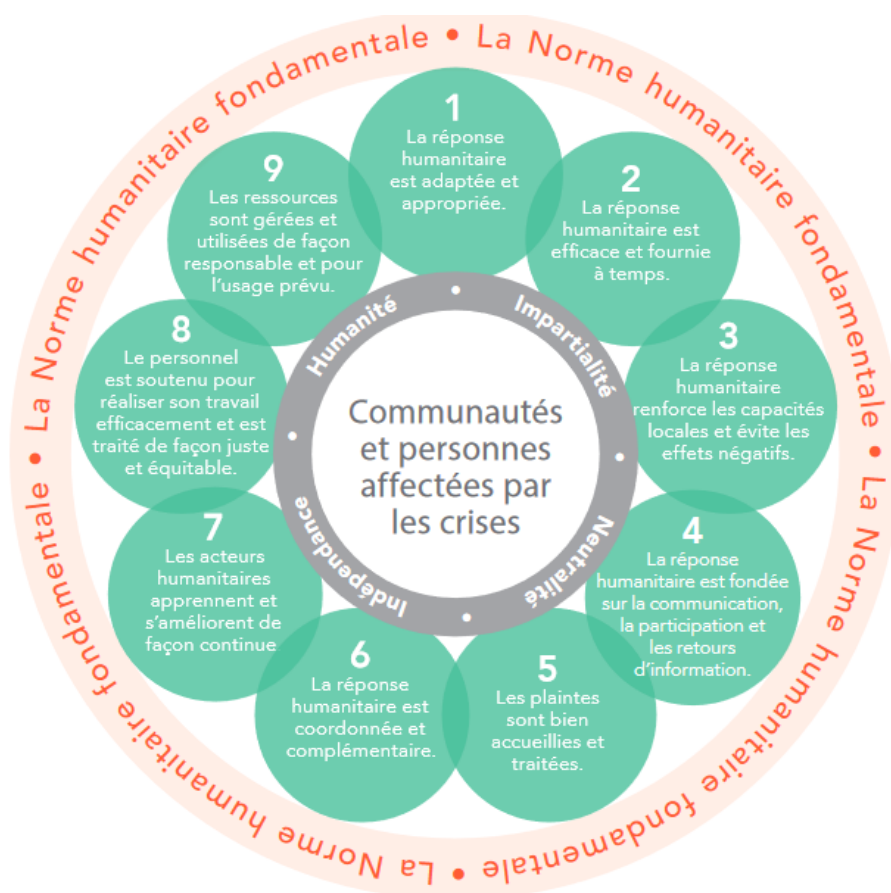 La Norme humanitaire fondamentale • La Norme humanitaire fondamentale • La Norme humanitaire fondamentale • La Norme humanitaire fondamentale •
1
La réponse
humanitaire
est adaptée et
appropriée.
2
La réponse
humanitaire est
efficace et fournie
à temps.
3
La réponse
humanitaire
renforce les capacités
locales et évite les
effets négatifs.
4
La réponse
humanitaire est fondée
sur la communication,
la participation et
les retours
d'information.
5
Les plaintes
sont bien
accueillies et
traitées.
6
La réponse
humanitaire est
coordonnée et
complémentaire.
7
Les acteurs
humanitaires
apprennent et
s'améliorent de
façon continue
8
Le personnel
est soutenu pour
réaliser son travail
efficacement et est
traité de façon juste
et équitable.
9
Les ressources
sont gérées et
utilisées de façon
responsable et pour
l'usage prévu.
Humanité • Impartialité • Neutralité • Indépendance •
Communautés
et personnes
affectées par
les crises